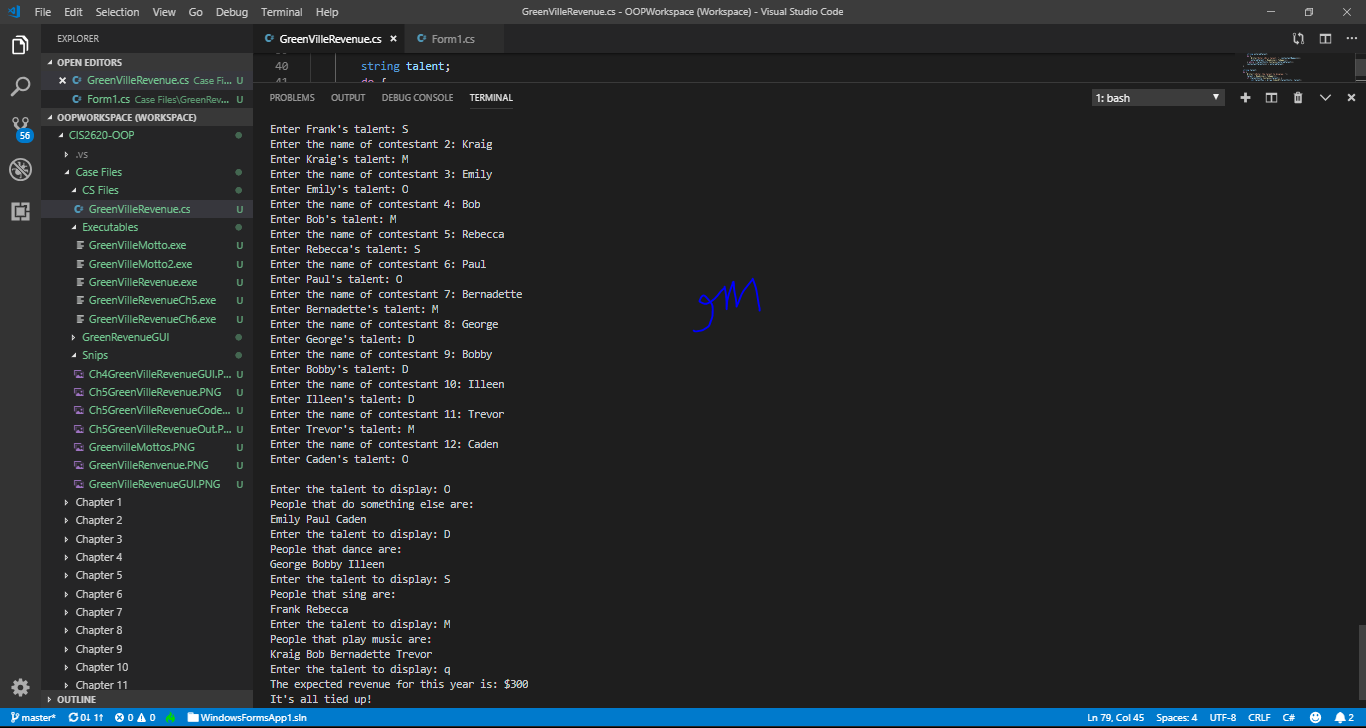 File Edit Selection View Go Debug Terminal Help
GreenVilleRevenue.cs - OOPWorkspace (Workspace) - Visual Studio Code
EXPLORER
OPEN EDITORS
GreenVilleRevenue.cs Case Fi... U
Form1.cs Case Files\GreenRev... U
OOPWORKSPACE (WORKSPACE)
CIS2620-OOP
.vs
Case Files
CS Files
GreenVilleRevenue.cs U
Executables
GreenVilleMotto.exe U
GreenVilleMotto2.exe U
GreenVilleRevenue.exe U
GreenVilleRevenueCh5.exe U
GreenVilleRevenueCh6.exe U
GreenRevenueGUI
Snips
Ch4GreenVilleRevenueGUI.P... U
Ch5GreenVilleRevenue.PNG U
Ch5GreenVilleRevenueCode... U
Ch5GreenVilleRevenueOut.P... U
GreenvilleMottos.PNG U
GreenVilleRenvenue.PNG U
GreenVilleRevenueGUI.PNG U
Chapter 1
Chapter 2
Chapter 3
Chapter 4
Chapter 5
Chapter 6
Chapter 7
Chapter 8
Chapter 9
Chapter 10
Chapter 11
OUTLINE
56
GreenVilleRevenue.cs
Form1.cs
40 string talent;
41 do {
PROBLEMS OUTPUT DEBUG CONSOLE TERMINAL
1: bash
Enter Frank's talent: S
Enter the name of contestant 2: Kraig
Enter Kraig's talent: M
Enter the name of contestant 3: Emily
Enter Emily's talent: O
Enter the name of contestant 4: Bob
Enter Bob's talent: M
Enter the name of contestant 5: Rebecca
Enter Rebecca's talent: S
Enter the name of contestant 6: Paul
Enter Paul's talent: O
Enter the name of contestant 7: Bernadette
Enter Bernadette's talent: M
Enter the name of contestant 8: George
Enter George's talent: D
Enter the name of contestant 9: Bobby
Enter Bobby's talent: D
Enter the name of contestant 10: Illeen
Enter Illeen's talent: D
Enter the name of contestant 11: Trevor
Enter Trevor's talent: M
Enter the name of contestant 12: Caden
Enter Caden's talent: O
Enter the talent to display: O
People that do something else are:
Emily Paul Caden
Enter the talent to display: D
People that dance are:
George Bobby Illeen
Enter the talent to display: S
People that sing are:
Frank Rebecca
Enter the talent to display: M
People that play music are:
Kraig Bob Bernadette Trevor
Enter the talent to display: q
The expected revenue for this year is: $300
It's all tied up!
master* 0↓ 1↑ 0 0 WindowsFormsApp1.sln
Ln 79, Col 45 Spaces: 4 UTF-8 CRLF C# 2